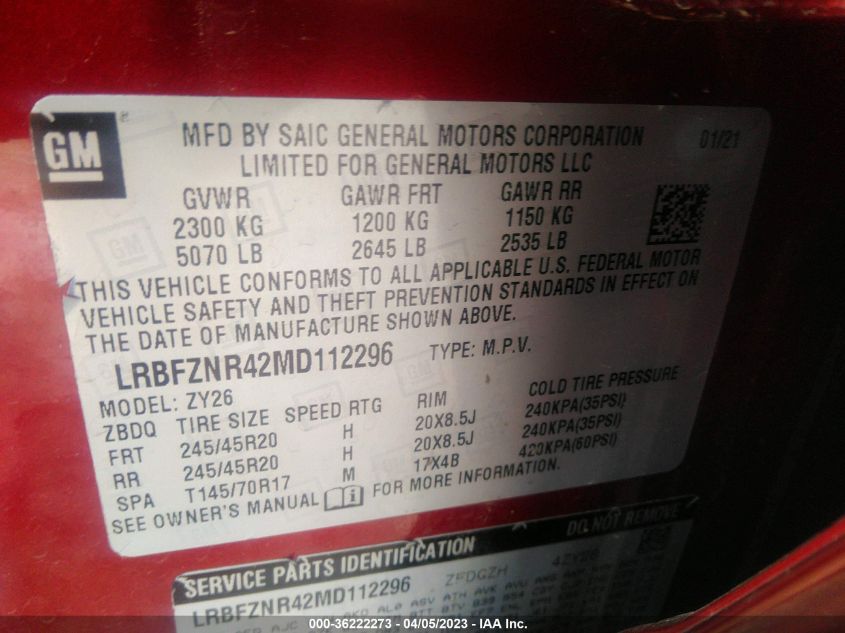 GM
MFD BY SAIC GENERAL MOTORS CORPORATION 01/21
LIMITED FOR GENERAL MOTORS LLC
GVWR GAWR FRT GAWR RR
2300 KG 1200 KG 1150 KG
5070 LB 2645 LB 2535 LB
THIS VEHICLE CONFORMS TO ALL APPLICABLE U.S. FEDERAL MOTOR
VEHICLE SAFETY AND THEFT PREVENTION STANDARDS IN EFFECT ON
THE DATE OF MANUFACTURE SHOWN ABOVE.
LRBFZNR42MD112296 TYPE: M.P.V.
MODEL: ZY26
ZBDQ TIRE SIZE SPEED RTG RIM COLD TIRE PRESSURE
FRT 245/45R20 H 20X8.5J 240KPA(35PSI)
RR 245/45R20 H 20X8.5J 240KPA(35PSI)
SPA T145/70R17 M 17X4B 420KPA(60PSI)
SEE OWNER'S MANUAL FOR MORE INFORMATION.
SERVICE PARTS IDENTIFICATION DO NOT REMOVE
LRBFZNR42MD112296 ZFDGZH 4ZY26
000-36222273 - 04/05/2023 - IAA Inc.